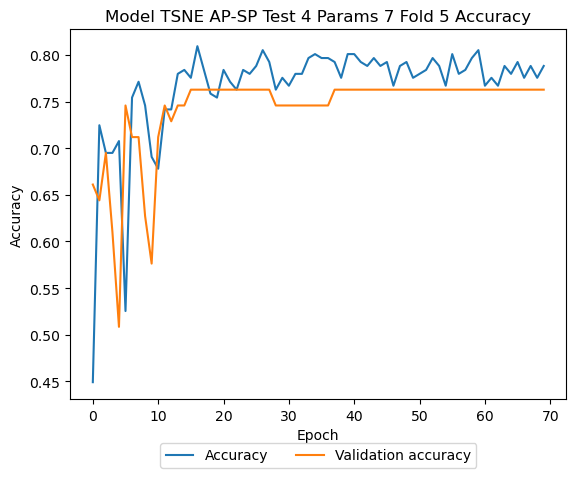 Model TSNE AP-SP Test 4 Params 7 Fold 5 Accuracy
0.80
0.75
0.70
0.65
0.60
0.55
0.50
0.45
Accuracy
0 10 20 30 40 50 60 70
Epoch
Accuracy Validation accuracy